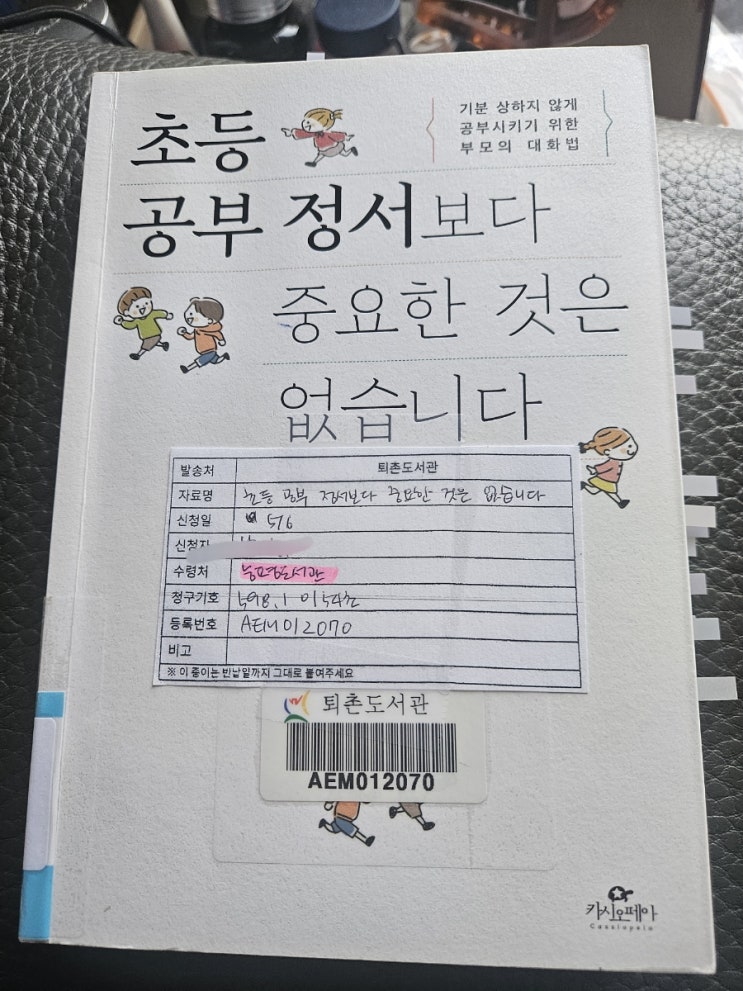 초등
기분 상하지 않게
공부시키기 위한
부모의 대화법
공부 정서보다
중요한 것은
없습니다
발송처 퇴촌도서관
자료명 초등 공부 정서보다 중요한 것은 없습니다
신청일 5/6
신청자
수령처 능평도서관
청구기호 598.1 이54초
등록번호 AEM012070
비고
※ 이 종이는 반납일까지 그대로 붙여주세요
퇴촌도서관
AEM012070
카시오페아
Cassiopeia